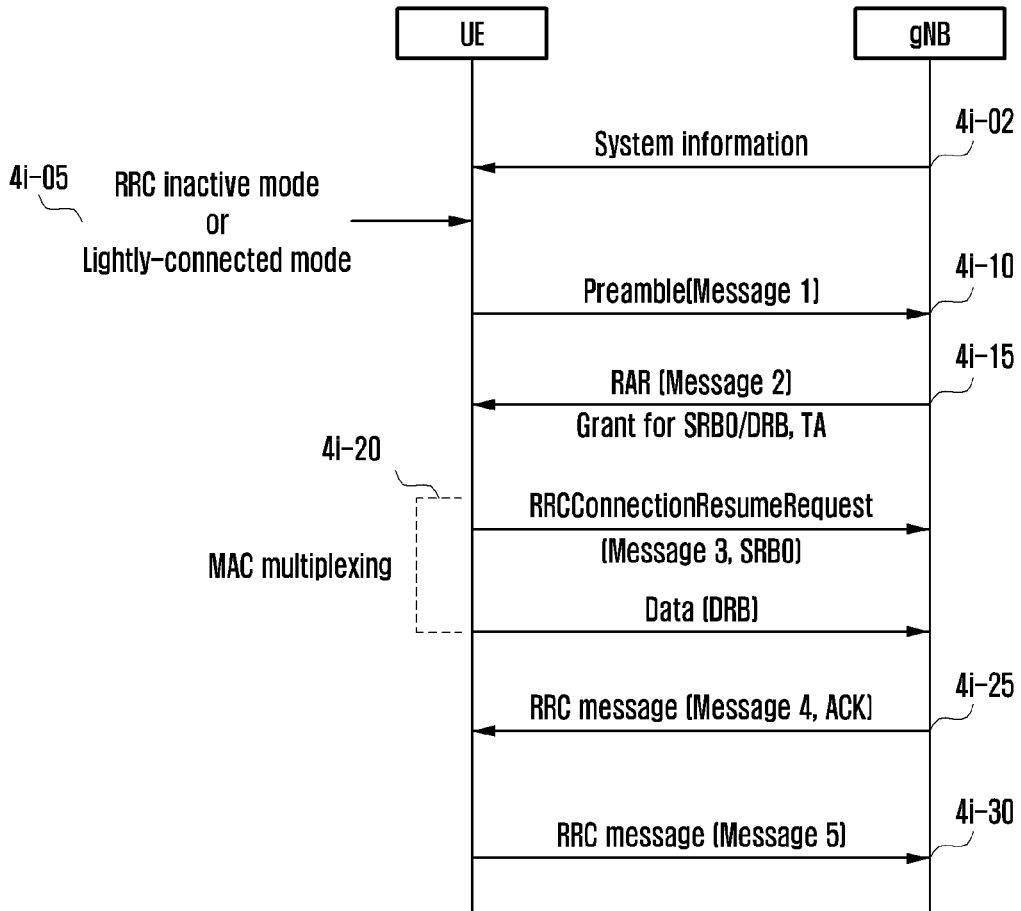 UE
gNB
4i-02
System information
4i-05
RRC inactive mode
or
Lightly-connected mode
4i-10
Preamble(Message 1)
4i-15
RAR (Message 2)
Grant for SRB0/DRB, TA
4i-20
RRCConnectionResumeRequest
(Message 3, SRB0)
MAC multiplexing
Data (DRB)
4i-25
RRC message (Message 4, ACK)
4i-30
RRC message (Message 5)